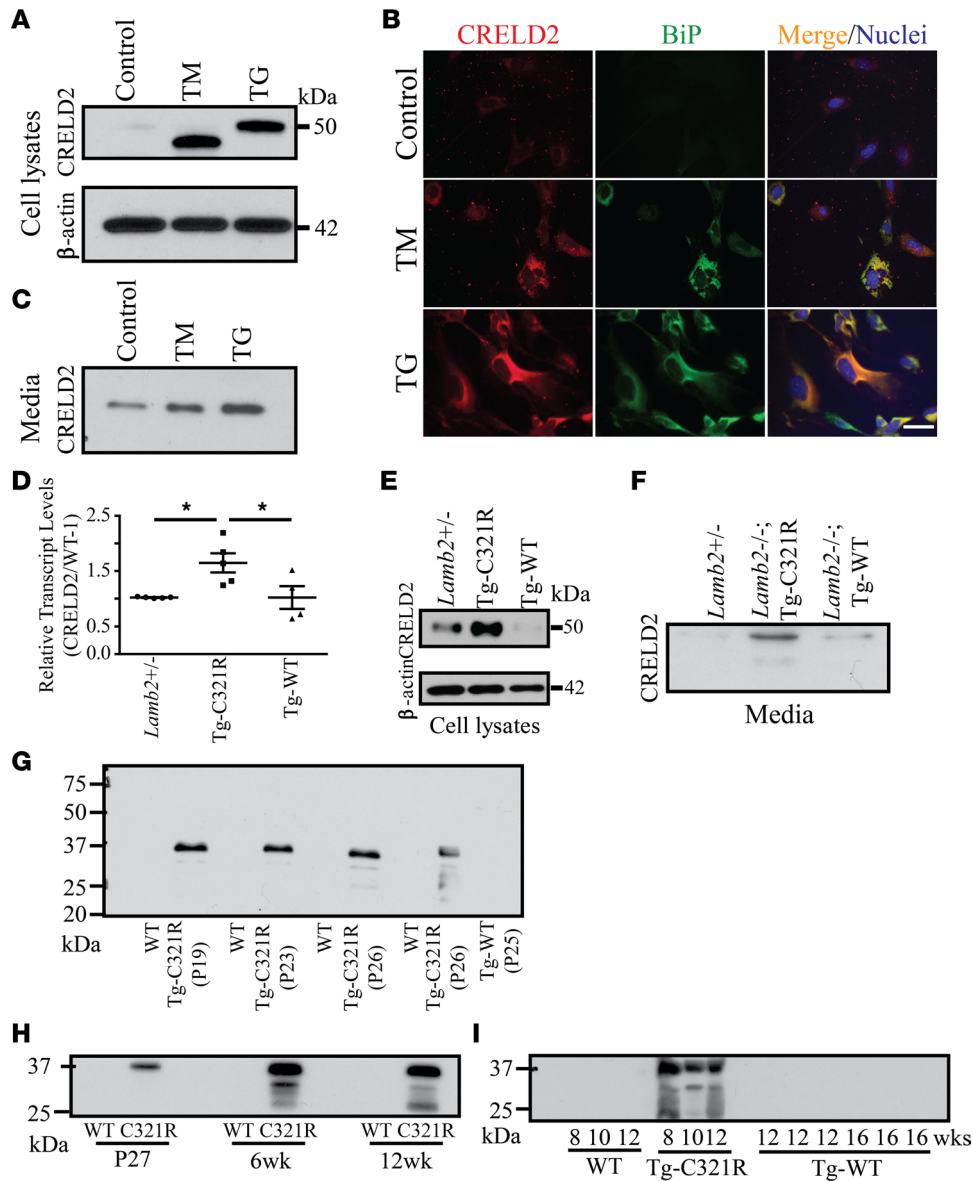 A
Control
TM
TG
kDa
Cell lysates
CRELD2
50
β-actin
42
B
CRELD2
BiP
Merge/Nuclei
Control
TM
TG
C
Control
TM
TG
Media
CRELD2
D
Relative Transcript Levels
(CRELD2/WT-1)
2.5
1.5
0.5
0.0
*
*
Lamb2+/-
Tg-C321R
Tg-WT
E
Lamb2+/-
Tg-C321R
Tg-WT
kDa
CRELD2
50
β-actin
42
Cell lysates
F
Lamb2+/-
Lamb2-/-;
Tg-C321R
Lamb2-/-;
Tg-WT
CRELD2
Media
G
75
50
37
25
20
kDa
WT
Tg-C321R
(P19)
WT
Tg-C321R
(P23)
WT
Tg-C321R
(P26)
WT
Tg-C321R
(P26)
Tg-WT
(P25)
H
37
25
kDa
WT C321R WT C321R WT C321R
P27 6wk 12wk
I
37
25
kDa
8 10 12 8 10 12 12 12 12 16 16 16 wks
WT Tg-C321R Tg-WT